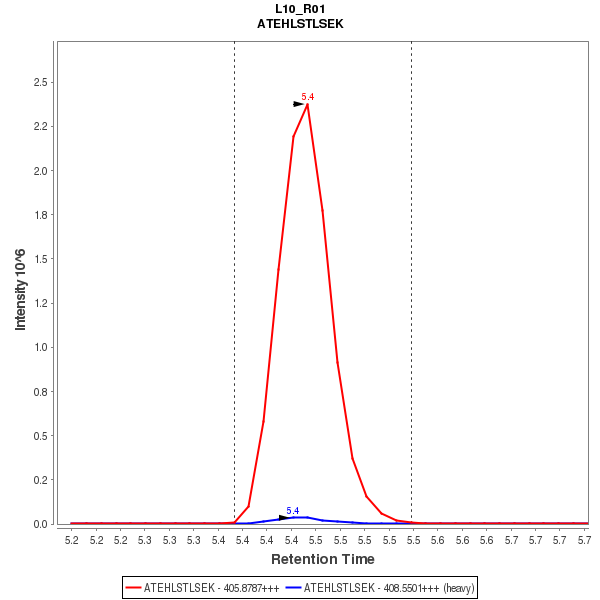 L10_R01
ATEHLSTLSEK
Intensity 10^6
2.5
2.2
2.0
1.8
1.5
1.2
1.0
0.8
0.5
0.2
0.0
5.4
5.4
5.2 5.2 5.2 5.3 5.3 5.3 5.4 5.4 5.4 5.4 5.5 5.5 5.5 5.5 5.5 5.6 5.6 5.6 5.7 5.7 5.7 5.7
Retention Time
ATEHLSTLSEK - 405.8787+++ ATEHLSTLSEK - 408.5501+++ (heavy)